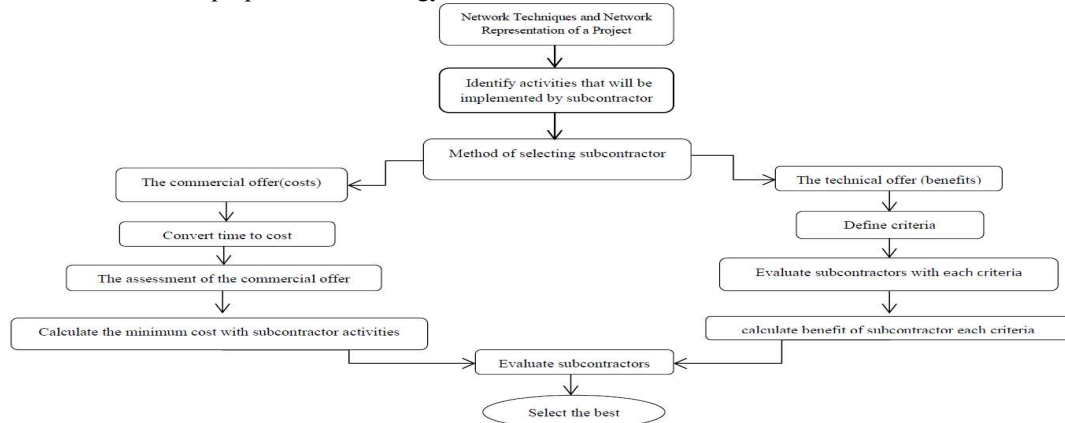 Network Techniques and Network
Representation of a Project
Identify activities that will be
implemented by subcontractor
Method of selecting subcontractor
The commercial offer(costs)
The technical offer (benefits)
Convert time to cost
Define criteria
The assessment of the commercial offer
Evaluate subcontractors with each criteria
Calculate the minimum cost with subcontractor activities
calculate benefit of subcontractor each criteria
Evaluate subcontractors
Select the best